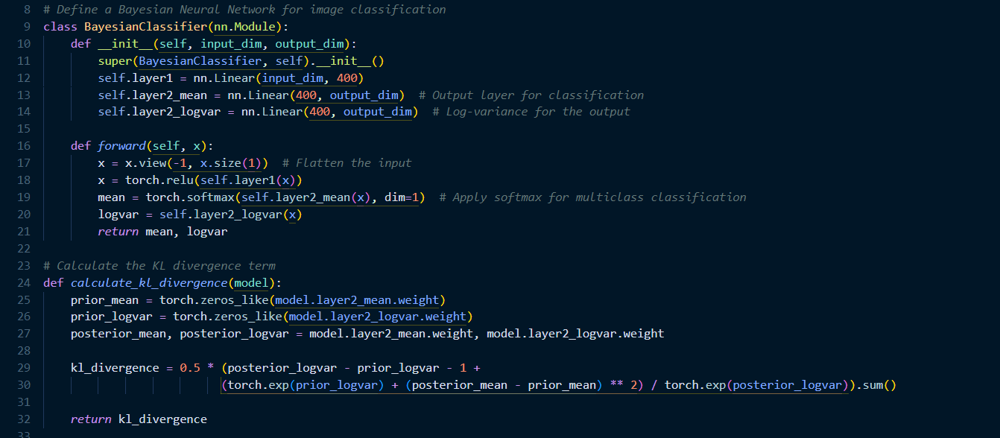 8 # Define a Bayesian Neural Network for image classification
9 class BayesianClassifier(nn.Module):
10     def __init__(self, input_dim, output_dim):
11         super(BayesianClassifier, self).__init__()
12         self.layer1 = nn.Linear(input_dim, 400)
13         self.layer2_mean = nn.Linear(400, output_dim)  # Output layer for classification
14         self.layer2_logvar = nn.Linear(400, output_dim)  # Log-variance for the output
15
16     def forward(self, x):
17         x = x.view(-1, x.size(1))  # Flatten the input
18         x = torch.relu(self.layer1(x))
19         mean = torch.softmax(self.layer2_mean(x), dim=1)  # Apply softmax for multiclass classification
20         logvar = self.layer2_logvar(x)
21         return mean, logvar
22
23 # Calculate the KL divergence term
24 def calculate_kl_divergence(model):
25     prior_mean = torch.zeros_like(model.layer2_mean.weight)
26     prior_logvar = torch.zeros_like(model.layer2_logvar.weight)
27     posterior_mean, posterior_logvar = model.layer2_mean.weight, model.layer2_logvar.weight
28
29     kl_divergence = 0.5 * (posterior_logvar - prior_logvar - 1 +
30                           (torch.exp(prior_logvar) + (posterior_mean - prior_mean) ** 2) / torch.exp(posterior_logvar)).sum()
31
32     return kl_divergence
33